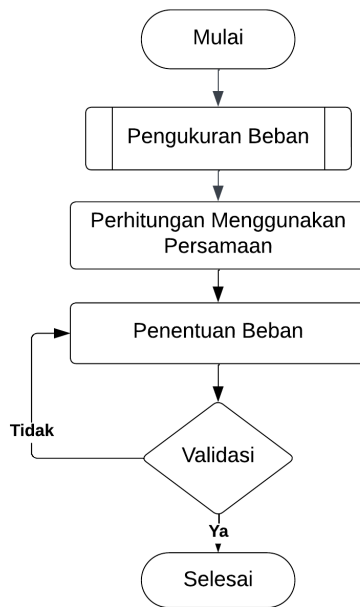 Mulai
Pengukuran Beban
Perhitungan Menggunakan
Persamaan
Penentuan Beban
Tidak
Validasi
Ya
Selesai